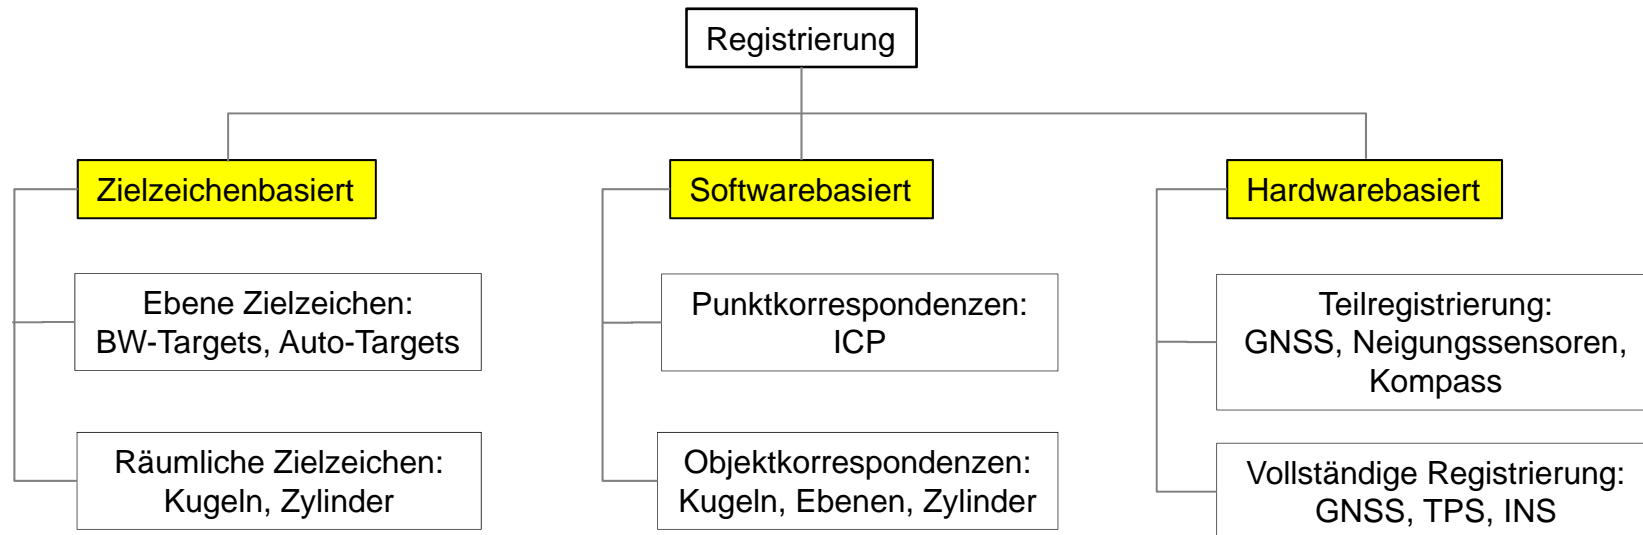 Registrierung
Zielzeichenbasiert
Softwarebasiert
Hardwarebasiert
Ebene Zielzeichen:
BW-Targets, Auto-Targets
Punktkorrespondenzen:
ICP
Teilregistrierung:
GNSS, Neigungssensoren,
Kompass
Räumliche Zielzeichen:
Kugeln, Zylinder
Objektkorrespondenzen:
Kugeln, Ebenen, Zylinder
Vollständige Registrierung:
GNSS, TPS, INS